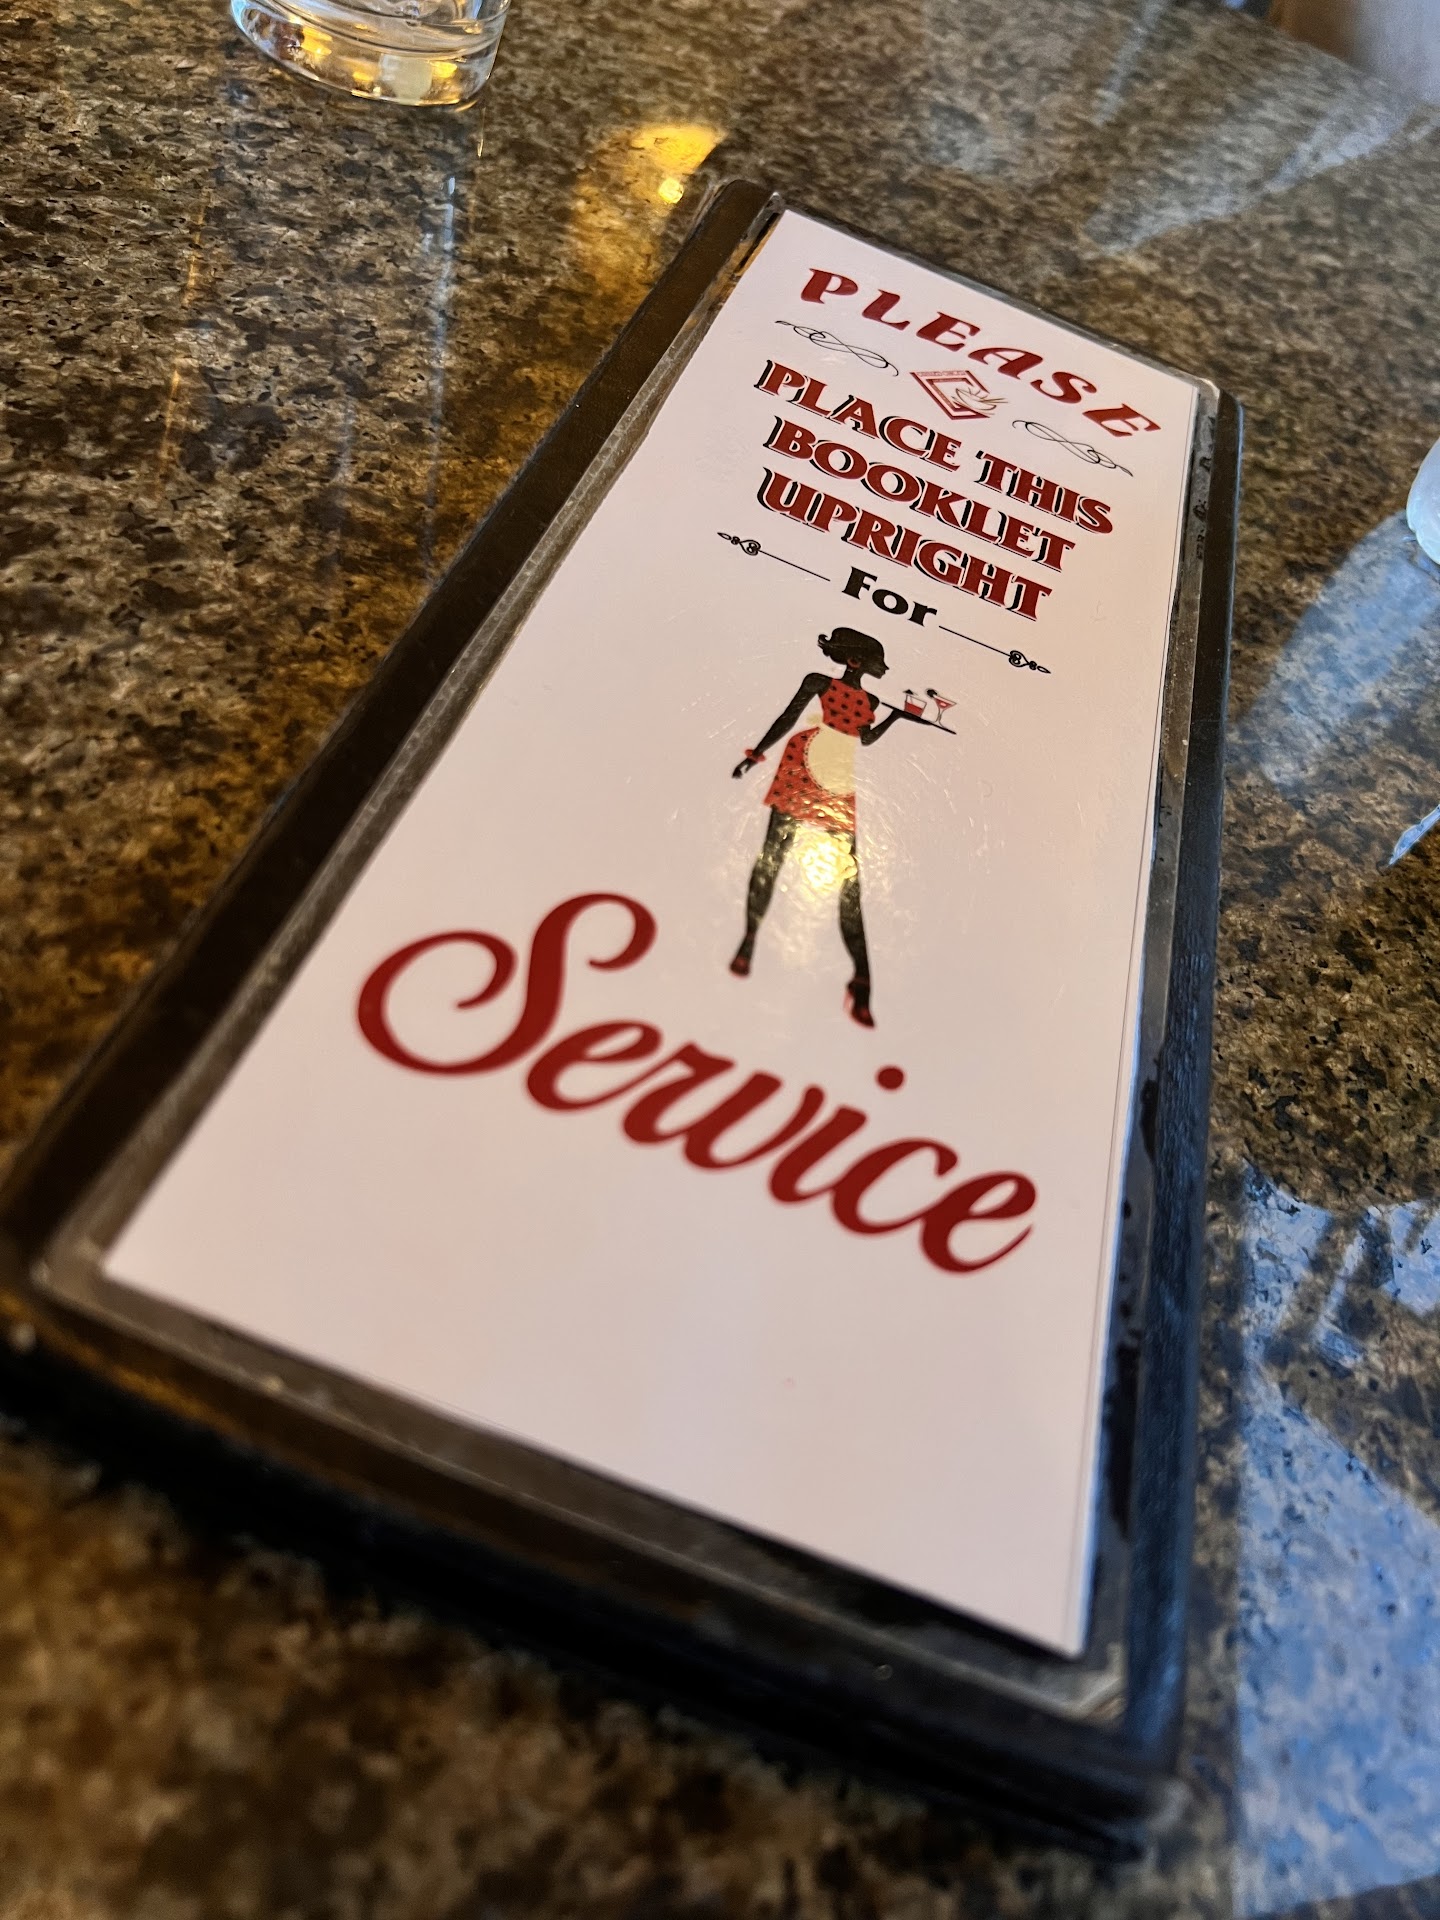 PLEASE
PLACE THIS
BOOKLET
UPRIGHT
For
Service